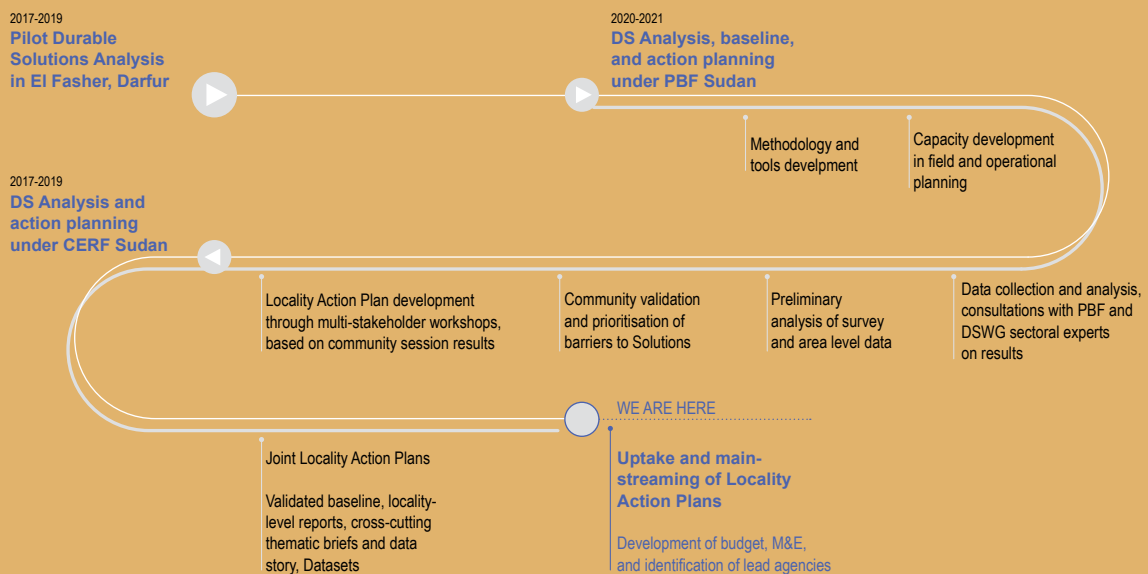 2017-2019
Pilot Durable
Solutions Analysis
in El Fasher, Darfur
2020-2021
DS Analysis, baseline,
and action planning
under PBF Sudan
Methodology and
tools develpment
Capacity development
in field and operational
planning
2017-2019
DS Analysis and
action planning
under CERF Sudan
Locality Action Plan development
through multi-stakeholder workshops,
based on community session results
Community validation
and prioritisation of
barriers to Solutions
Preliminary
analysis of survey
and area level data
Data collection and analysis,
consultations with PBF and
DSWG sectoral experts
on results
WE ARE HERE
Joint Locality Action Plans
Validated baseline, locality-
level reports, cross-cutting
thematic briefs and data
story, Datasets
Uptake and main-
streaming of Locality
Action Plans
Development of budget, M&E,
and identification of lead agencies